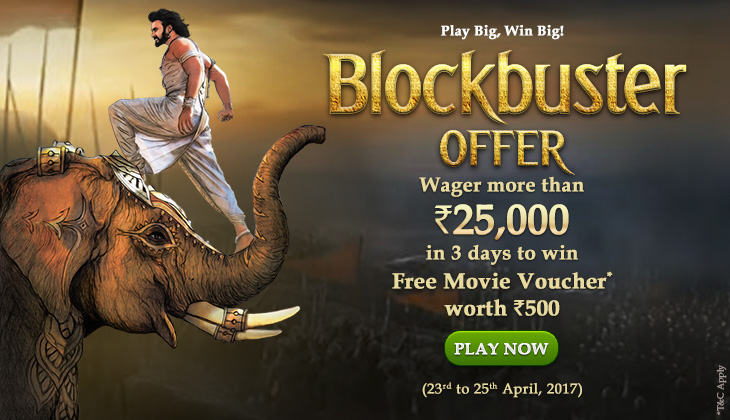 Play Big, Win Big!
Blockbuster
OFFER
Wager more than
₹25,000
in 3 days to win
Free Movie Voucher*
worth ₹500
PLAY NOW
(23rd to 25th April, 2017)
*T&C Apply